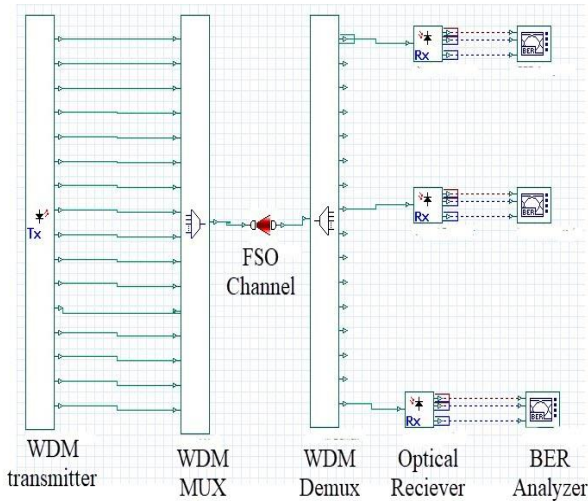 Rx
BER
Tx
FSO
Channel
Rx
BER
Rx
BER
WDM
transmitter
WDM
MUX
WDM
Demux
Optical
Reciever
BER
Analyzer